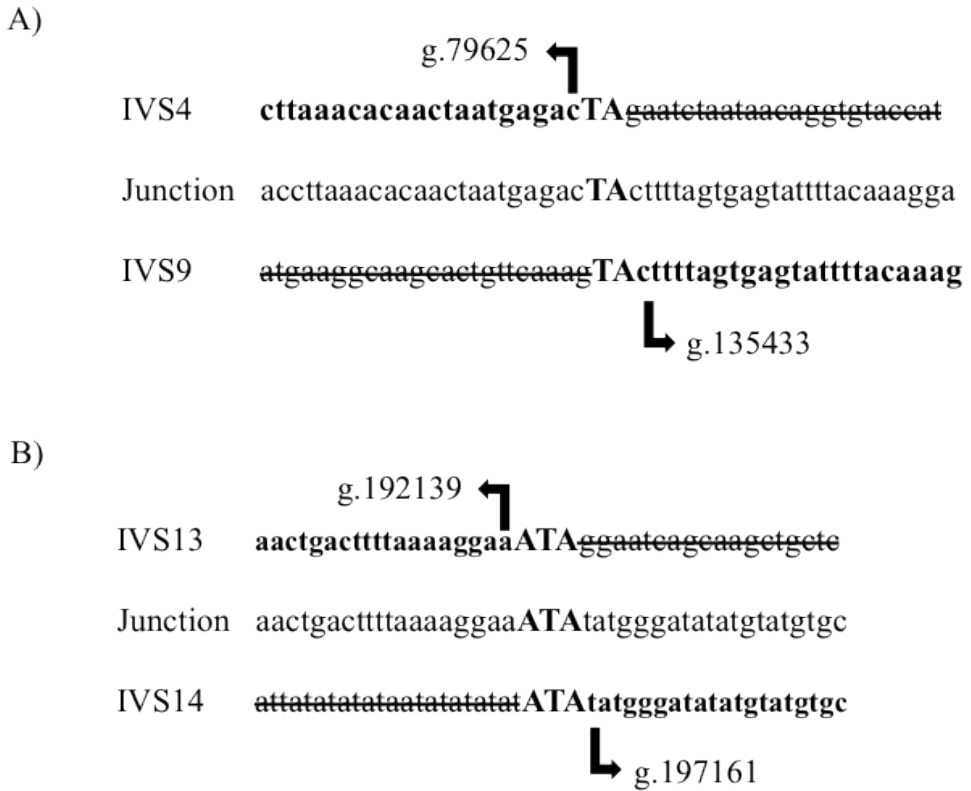 A)
g.79625
IVS4 cttaaacacaactaatgagacTAgaatctaataacaggtgtaccat
Junction accttaaacacaactaatgagacTActtttagtgagtattttacaaagga
IVS9 atgaaggcaagcactgttcaaagTActtttagtgagtattttacaaag
g.135433
B)
g.192139
IVS13 aactgacttttaaaaggaaATAggaatcagcaagctgctc
Junction aactgacttttaaaaggaaATAtatgggatatatgtatgtgc
IVS14 attatatatataatatatatatATAtatgggatatatgtatgtgc
g.197161